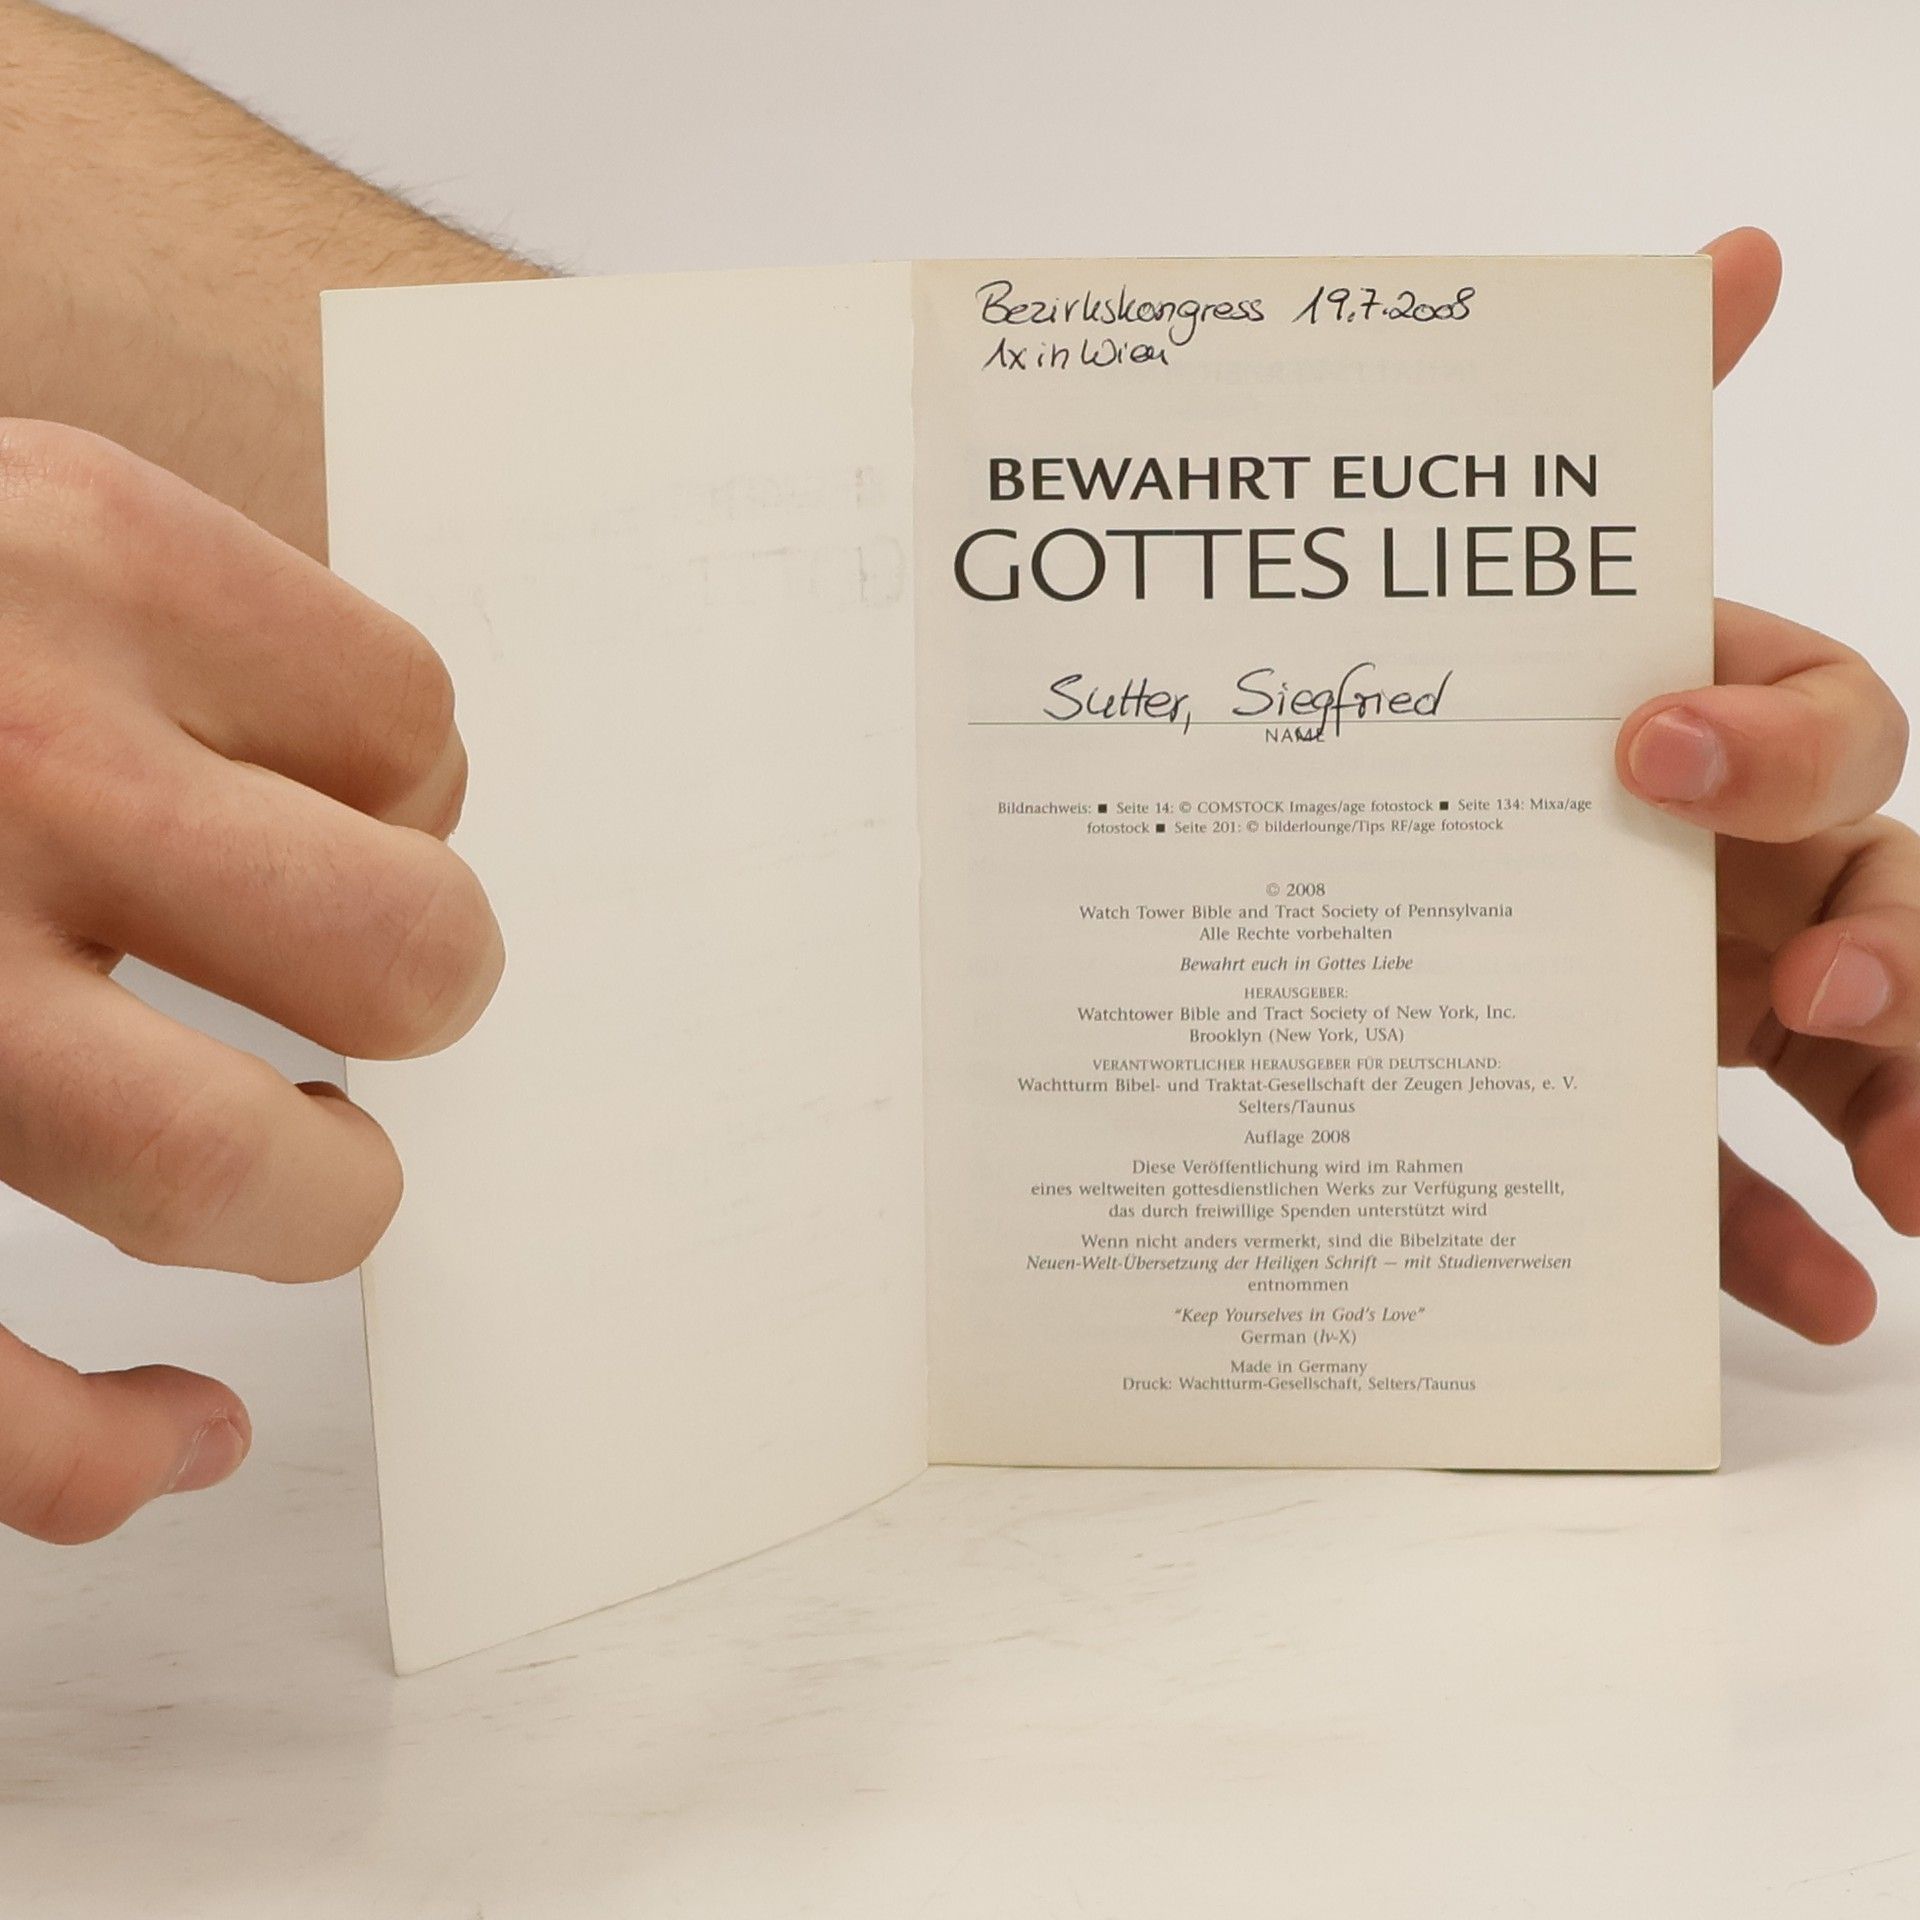 Bezirkskongress 19.7.2008
1x in Wien
BEWAHRT EUCH IN
GOTTES LIEBE
Sutter, Siegfried
NAME
Bildnachweis: ■ Seite 14: © COMSTOCK Images/age fotostock ■ Seite 134: Mixa/age
fotostock ■ Seite 201: © bilderlounge/Tips RF/age fotostock
© 2008
Watch Tower Bible and Tract Society of Pennsylvania
Alle Rechte vorbehalten
Bewahrt euch in Gottes Liebe
HERAUSGEBER:
Watchtower Bible and Tract Society of New York, Inc.
Brooklyn (New York, USA)
VERANTWORTLICHER HERAUSGEBER FÜR DEUTSCHLAND:
Wachtturm Bibel- und Traktat-Gesellschaft der Zeugen Jehovas, e. V.
Selters/Taunus
Auflage 2008
Diese Veröffentlichung wird im Rahmen
eines weltweiten gottesdienstlichen Werks zur Verfügung gestellt,
das durch freiwillige Spenden unterstützt wird
Wenn nicht anders vermerkt, sind die Bibelzitate der
Neuen-Welt-Übersetzung der Heiligen Schrift — mit Studienverweisen
entnommen
"Keep Yourselves in God's Love"
German (lv-X)
Made in Germany
Druck: Wachtturm-Gesellschaft, Selters/Taunus